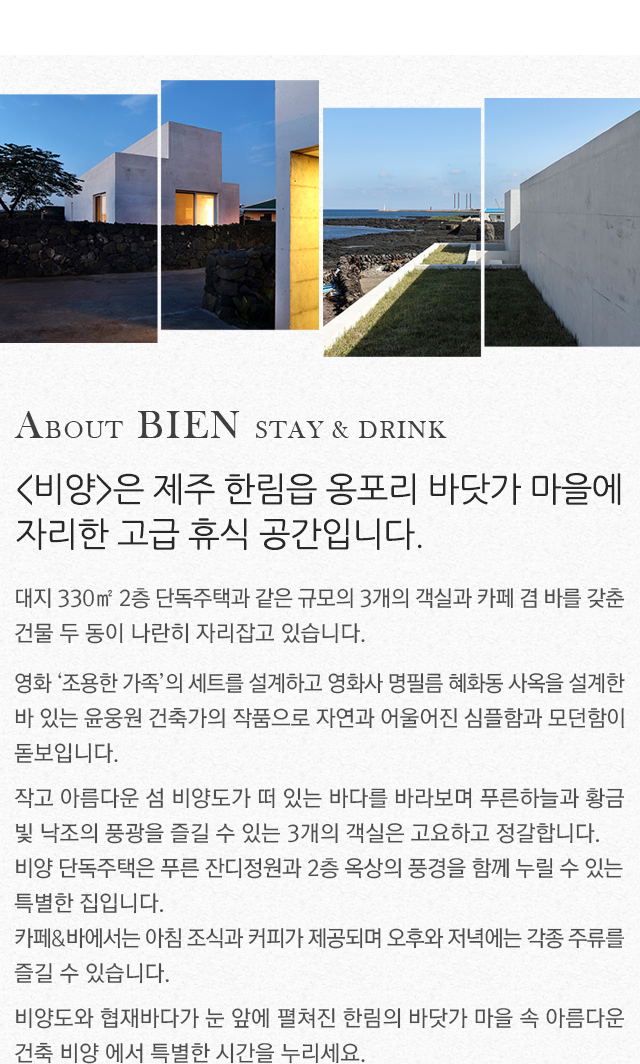 ABOUT BIEN STAY & DRINK
<비양>은 제주 한림읍 옹포리 바닷가 마을에
자리한 고급 휴식 공간입니다.
대지 330㎡ 2층 단독주택과 같은 규모의 3개의 객실과 카페 겸 바를 갖춘
건물 두 동이 나란히 자리잡고 있습니다.
영화 ‘조용한 가족’의 세트를 설계하고 영화사 명필름 혜화동 사옥을 설계한
바 있는 윤웅원 건축가의 작품으로 자연과 어울어진 심플함과 모던함이
돋보입니다.
작고 아름다운 섬 비양도가 떠 있는 바다를 바라보며 푸른하늘과 황금
빛 낙조의 풍광을 즐길 수 있는 3개의 객실은 고요하고 정갈합니다.
비양 단독주택은 푸른 잔디정원과 2층 옥상의 풍경을 함께 누릴 수 있는
특별한 집입니다.
카페&바에서는 아침 조식과 커피가 제공되며 오후와 저녁에는 각종 주류를
즐길 수 있습니다.
비양도와 협재바다가 눈 앞에 펼쳐진 한림의 바닷가 마을 속 아름다운
건축 비양 에서 특별한 시간을 누리세요.